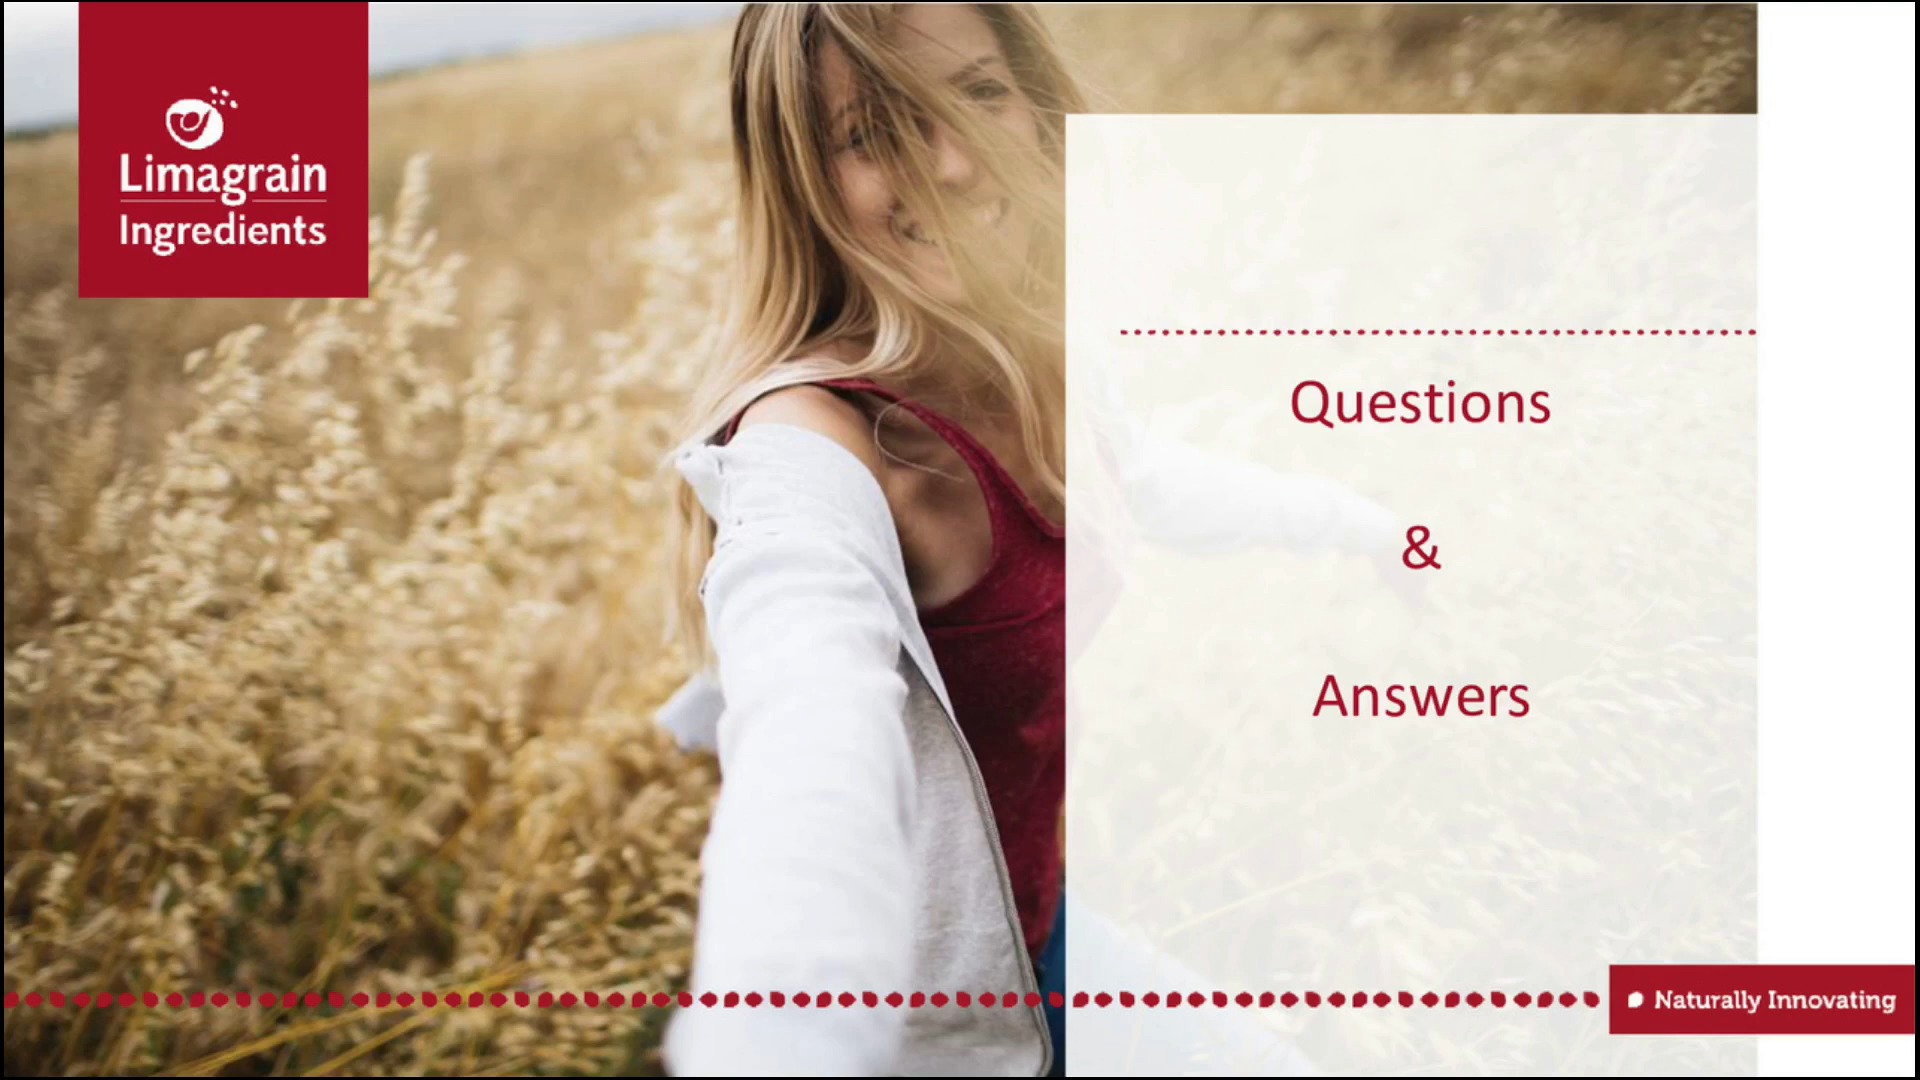 Limagrain
Ingredients
Questions
&
Answers
Naturally Innovating